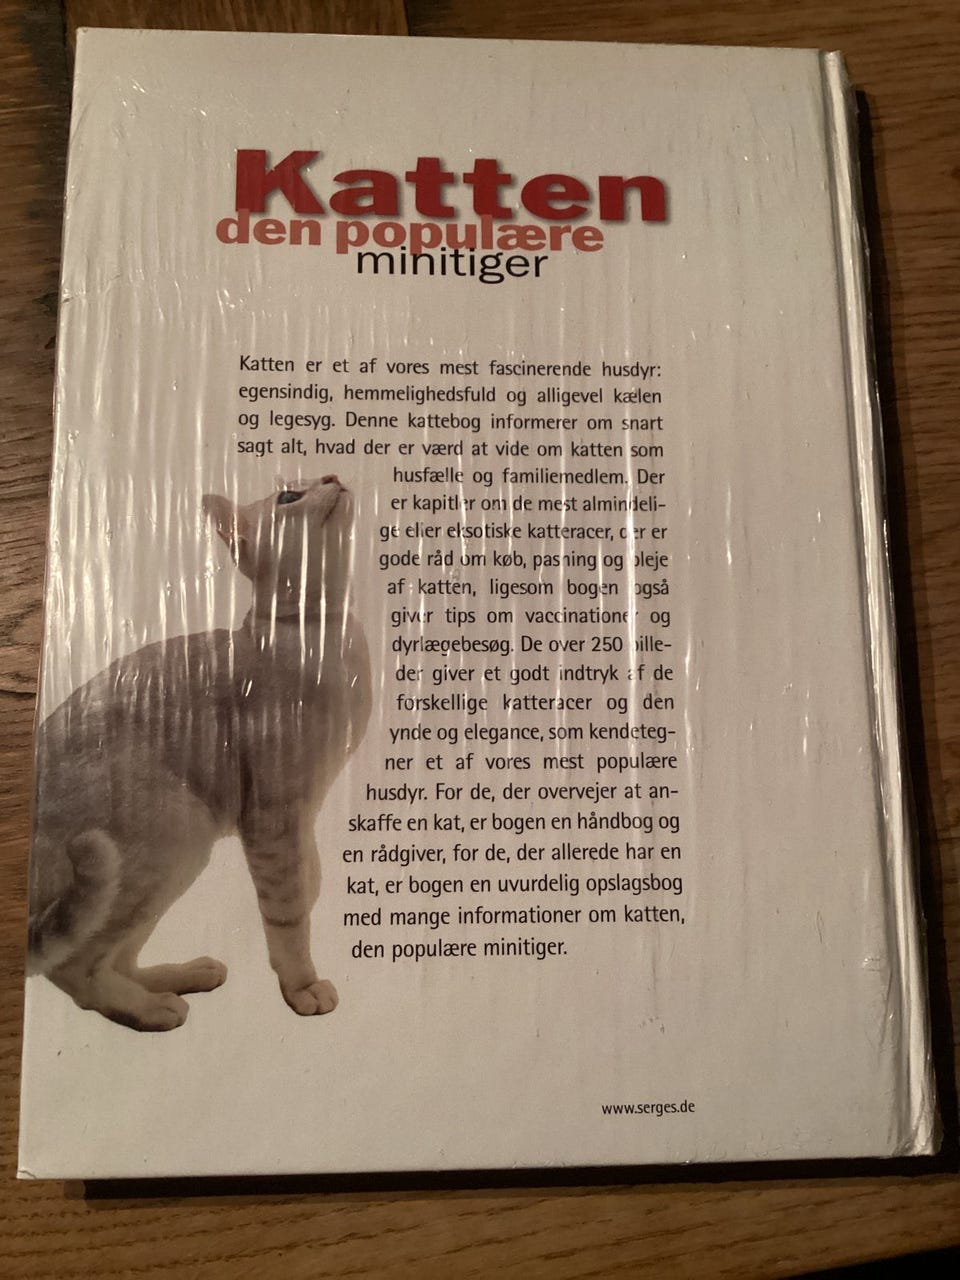 Katten
den populære
minitiger
Katten er et af vores mest fascinerende husdyr:
egensindig, hemmelighedsfuld og alligevel kælen
og legesyg. Denne kattebog informerer om snart
sagt alt, hvad der er værd at vide om katten som
husfælle og familiemedlem. Der
er kapitler om de mest almindeli-
ge eller eksotiske katteracer, der er
gode råd om køb, pasning og pleje
af katten, ligesom bogen også
giver tips om vaccinationer og
dyrlægebesøg. De over 250 bille-
der giver et godt indtryk af de
forskellige katteracer og den
ynde og elegance, som kendeteg-
ner et af vores mest populære
husdyr. For de, der overvejer at an-
skaffe en kat, er bogen en håndbog og
en rådgiver, for de, der allerede har en
kat, er bogen en uvurdelig opslagsbog
med mange informationer om katten,
den populære minitiger.
www.serges.de